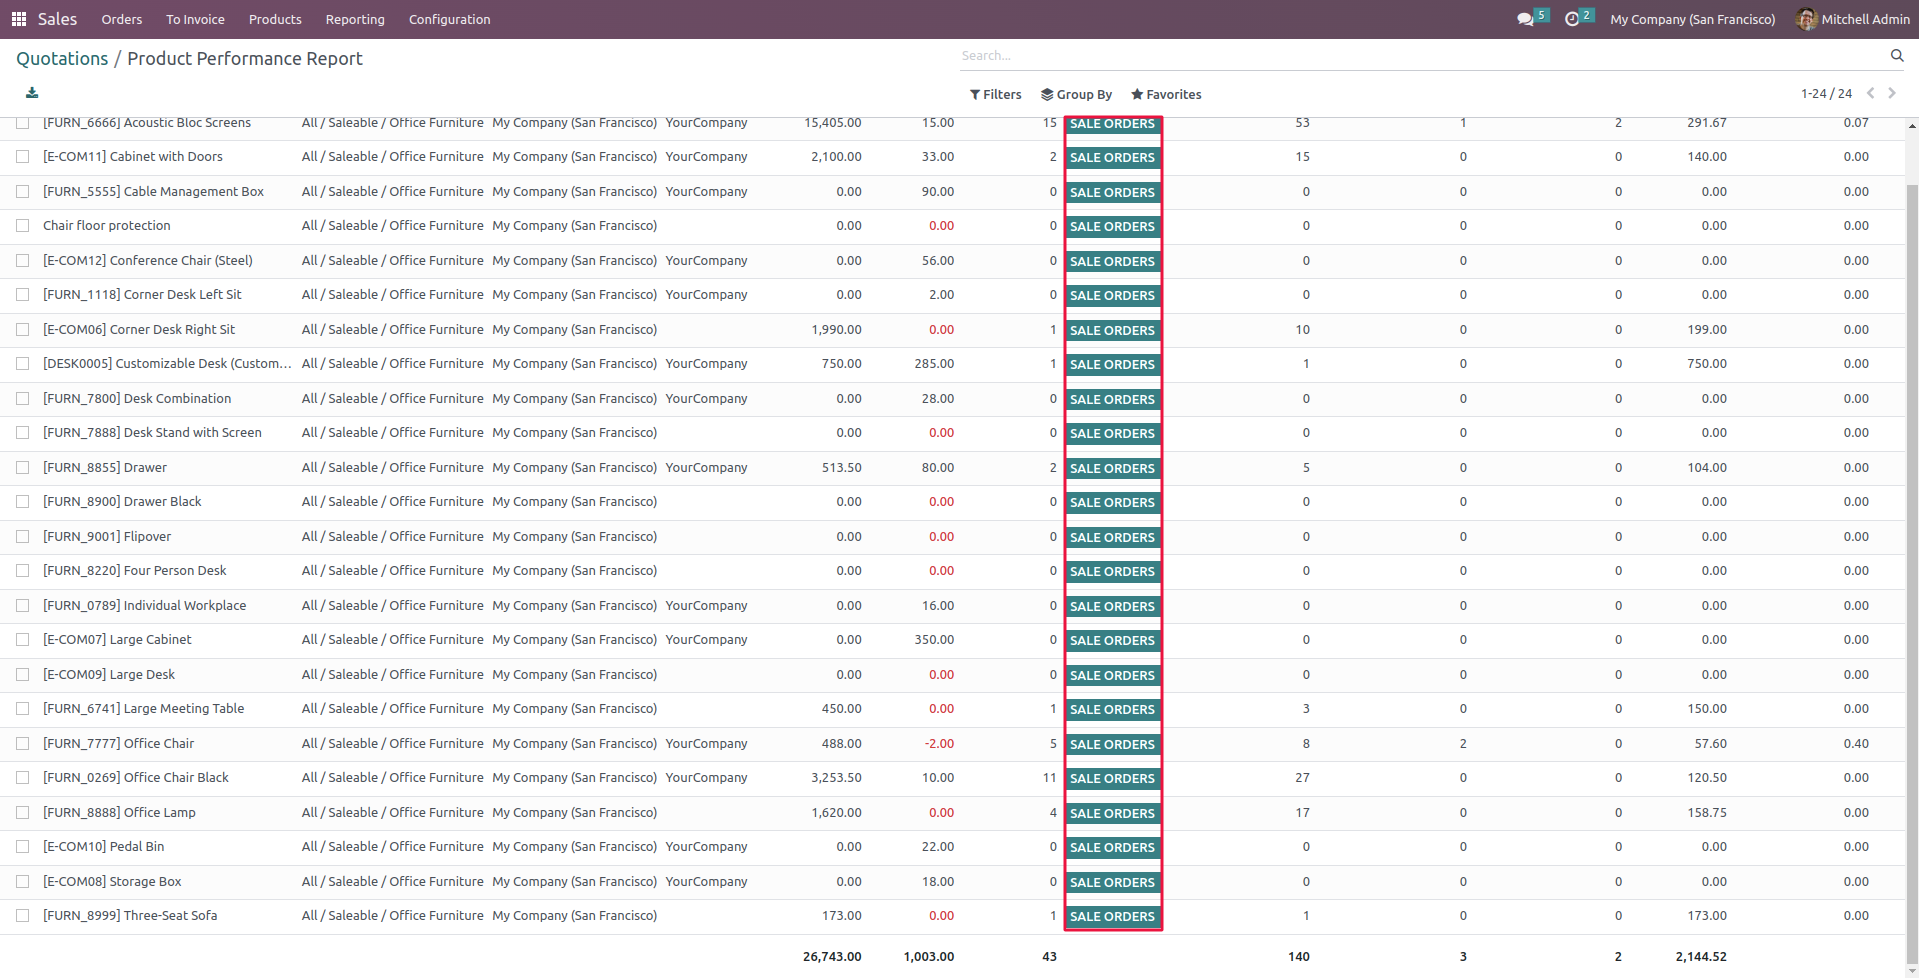 Sales Orders To Invoice Products Reporting Configuration 5 2 My Company (San Francisco) Mitchell Admin
Quotations / Product Performance Report
Search...
Filters Group By Favorites 1-24 / 24
[FURN_6666] Acoustic Bloc Screens All / Saleable / Office Furniture My Company (San Francisco) YourCompany 15,405.00 15.00 15 SALE ORDERS 53 1 2 291.67 0.07
[E-COM11] Cabinet with Doors All / Saleable / Office Furniture My Company (San Francisco) YourCompany 2,100.00 33.00 2 SALE ORDERS 15 0 0 140.00 0.00
[FURN_5555] Cable Management Box All / Saleable / Office Furniture My Company (San Francisco) YourCompany 0.00 90.00 0 SALE ORDERS 0 0 0 0.00 0.00
Chair floor protection All / Saleable / Office Furniture My Company (San Francisco) 0.00 0.00 0 SALE ORDERS 0 0 0 0.00 0.00
[E-COM12] Conference Chair (Steel) All / Saleable / Office Furniture My Company (San Francisco) YourCompany 0.00 56.00 0 SALE ORDERS 0 0 0 0.00 0.00
[FURN_1118] Corner Desk Left Sit All / Saleable / Office Furniture My Company (San Francisco) YourCompany 0.00 2.00 0 SALE ORDERS 0 0 0 0.00 0.00
[E-COM06] Corner Desk Right Sit All / Saleable / Office Furniture My Company (San Francisco) 1,990.00 0.00 1 SALE ORDERS 10 0 0 199.00 0.00
[DESK0005] Customizable Desk (Custom... All / Saleable / Office Furniture My Company (San Francisco) YourCompany 750.00 285.00 1 SALE ORDERS 1 0 0 750.00 0.00
[FURN_7800] Desk Combination All / Saleable / Office Furniture My Company (San Francisco) YourCompany 0.00 28.00 0 SALE ORDERS 0 0 0 0.00 0.00
[FURN_7888] Desk Stand with Screen All / Saleable / Office Furniture My Company (San Francisco) 0.00 0.00 0 SALE ORDERS 0 0 0 0.00 0.00
[FURN_8855] Drawer All / Saleable / Office Furniture My Company (San Francisco) YourCompany 513.50 80.00 2 SALE ORDERS 5 0 0 104.00 0.00
[FURN_8900] Drawer Black All / Saleable / Office Furniture My Company (San Francisco) 0.00 0.00 0 SALE ORDERS 0 0 0 0.00 0.00
[FURN_9001] Flipover All / Saleable / Office Furniture My Company (San Francisco) 0.00 0.00 0 SALE ORDERS 0 0 0 0.00 0.00
[FURN_8220] Four Person Desk All / Saleable / Office Furniture My Company (San Francisco) 0.00 0.00 0 SALE ORDERS 0 0 0 0.00 0.00
[FURN_0789] Individual Workplace All / Saleable / Office Furniture My Company (San Francisco) YourCompany 0.00 16.00 0 SALE ORDERS 0 0 0 0.00 0.00
[E-COM07] Large Cabinet All / Saleable / Office Furniture My Company (San Francisco) YourCompany 0.00 350.00 0 SALE ORDERS 0 0 0 0.00 0.00
[E-COM09] Large Desk All / Saleable / Office Furniture My Company (San Francisco) 0.00 0.00 0 SALE ORDERS 0 0 0 0.00 0.00
[FURN_6741] Large Meeting Table All / Saleable / Office Furniture My Company (San Francisco) 450.00 0.00 1 SALE ORDERS 3 0 0 150.00 0.00
[FURN_7777] Office Chair All / Saleable / Office Furniture My Company (San Francisco) YourCompany 488.00 -2.00 5 SALE ORDERS 8 2 0 57.60 0.40
[FURN_0269] Office Chair Black All / Saleable / Office Furniture My Company (San Francisco) YourCompany 3,253.50 10.00 11 SALE ORDERS 27 0 0 120.50 0.00
[FURN_8888] Office Lamp All / Saleable / Office Furniture My Company (San Francisco) 1,620.00 0.00 4 SALE ORDERS 17 0 0 158.75 0.00
[E-COM10] Pedal Bin All / Saleable / Office Furniture My Company (San Francisco) YourCompany 0.00 22.00 0 SALE ORDERS 0 0 0 0.00 0.00
[E-COM08] Storage Box All / Saleable / Office Furniture My Company (San Francisco) YourCompany 0.00 18.00 0 SALE ORDERS 0 0 0 0.00 0.00
[FURN_8999] Three-Seat Sofa All / Saleable / Office Furniture My Company (San Francisco) 173.00 0.00 1 SALE ORDERS 1 0 0 173.00 0.00
26,743.00 1,003.00 43 140 3 2 2,144.52